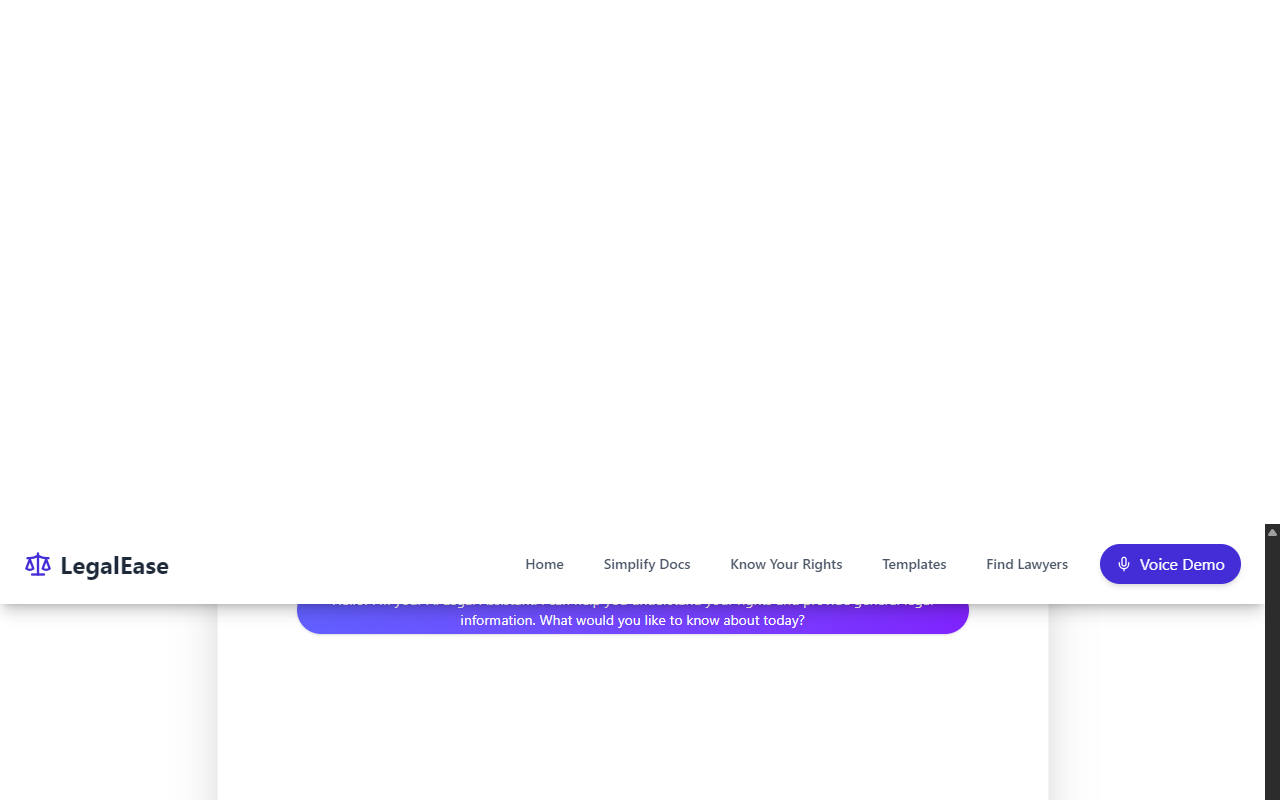 LegalEase
Home
Simplify Docs
Know Your Rights
Templates
Find Lawyers
Voice Demo
information. What would you like to know about today?